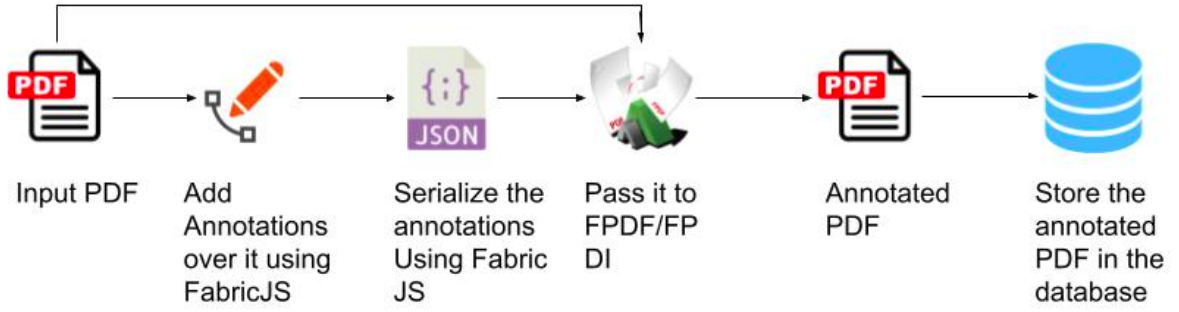 PDF
{;}
JSON
PDF
Input PDF
Add
Annotations
over it using
FabricJS
Serialize the
annotations
Using Fabric
JS
Pass it to
FPDF/FP
DI
Annotated
PDF
Store the
annotated
PDF in the
database